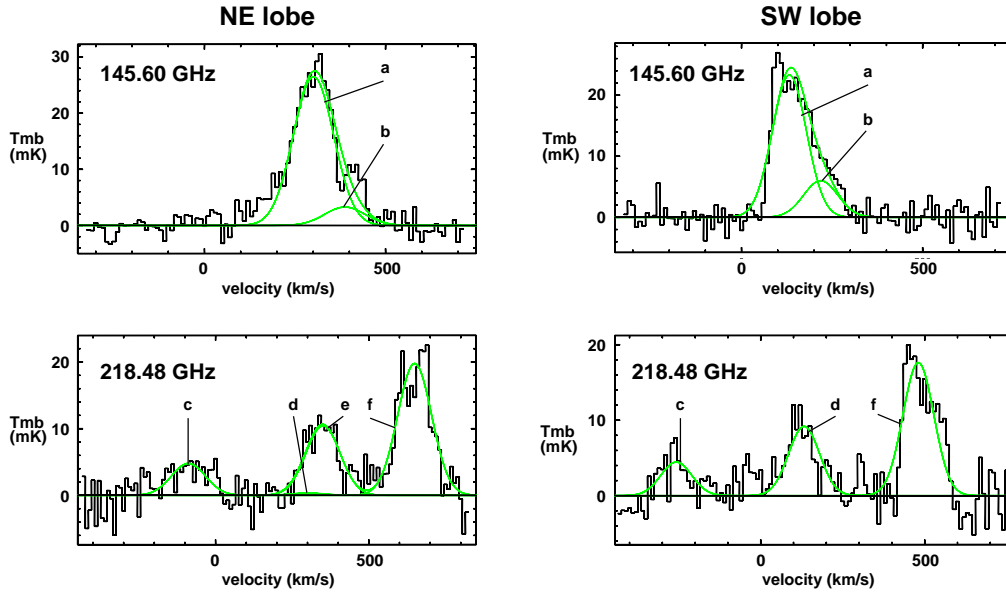 NE lobe
SW lobe
145.60 GHz
a
b
30
20
10
0
Tmb
(mK)
0
500
velocity (km/s)
145.60 GHz
a
b
20
10
0
Tmb
(mK)
0
500
velocity (km/s)
218.48 GHz
c
d
e
f
20
10
0
Tmb
(mK)
0
500
velocity (km/s)
218.48 GHz
c
d
f
20
10
0
Tmb
(mK)
0
500
velocity (km/s)